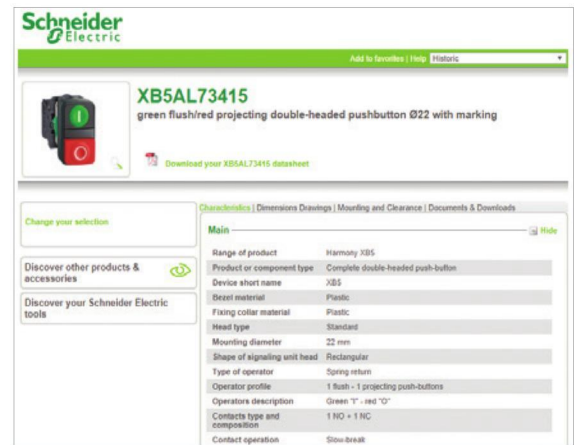 Schneider
Electric
Add to favorites | Help Historic
XB5AL73415
green flush/red projecting double-headed pushbutton Ø22 with marking
Download your XB5AL73415 datasheet
Characteristics | Dimensions Drawings | Mounting and Clearance | Documents & Downloads
Change your selection
Discover other products &
accessories
Discover your Schneider Electric
tools
Main
Hide
Range of product Harmony XB5
Product or component type Complete double-headed push-button
Device short name XB5
Bezel material Plastic
Fixing collar material Plastic
Head type Standard
Mounting diameter 22 mm
Shape of signaling unit head Rectangular
Type of operator Spring return
Operator profile 1 flush - 1 projecting push-buttons
Operators description Green "I" - red "O"
Contacts type and
composition 1 NO + 1 NC
Contact operation Slow-break